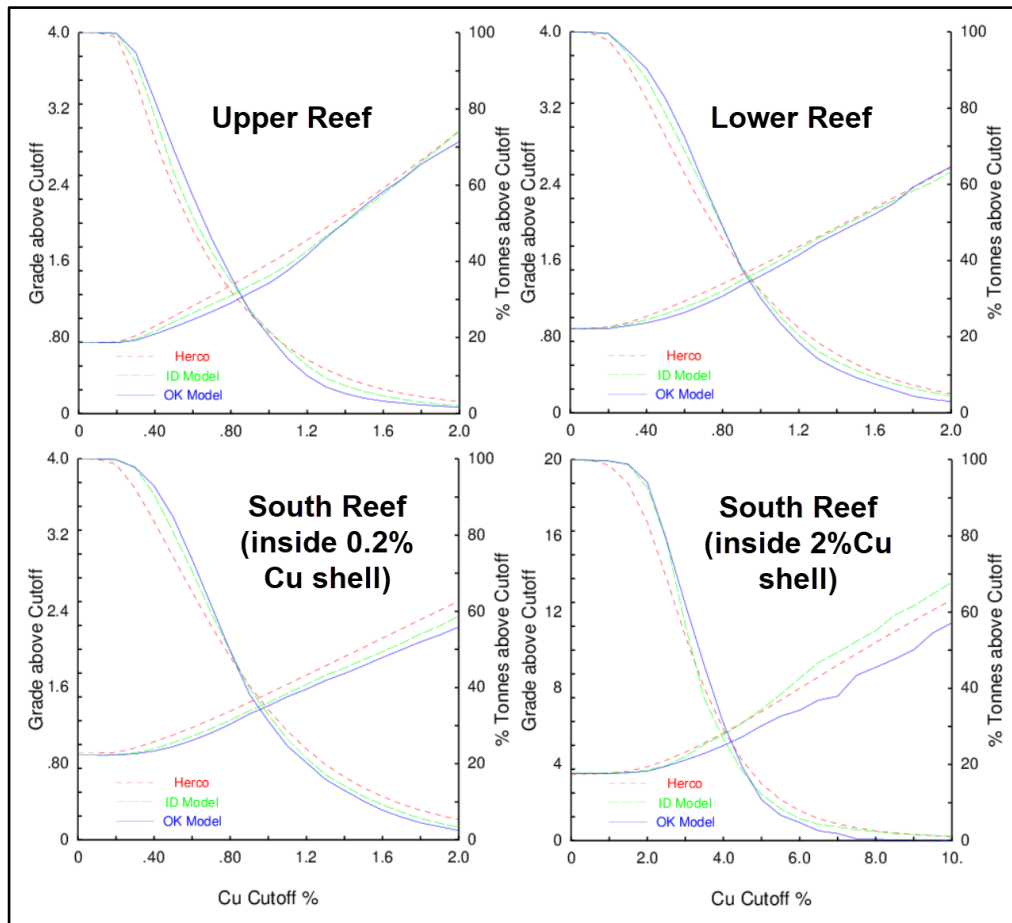 Upper Reef
Grade above Cutoff
4.0
3.2
2.4
1.6
.80
0
% Tonnes above Cutoff
100
80
60
40
20
0
0
.40
.80
1.2
1.6
2.0
Herco
ID Model
OK Model
Lower Reef
Grade above Cutoff
4.0
3.2
2.4
1.6
.80
0
% Tonnes above Cutoff
100
80
60
40
20
0
0
.40
.80
1.2
1.6
2.0
Herco
ID Model
OK Model
South Reef
(inside 0.2%
Cu shell)
Grade above Cutoff
4.0
3.2
2.4
1.6
.80
0
% Tonnes above Cutoff
100
80
60
40
20
0
0
.40
.80
1.2
1.6
2.0
Herco
ID Model
OK Model
Cu Cutoff %
South Reef
(inside 2%Cu
shell)
Grade above Cutoff
20
16
12
8
4
0
% Tonnes above Cutoff
100
80
60
40
20
0
0
2.0
4.0
6.0
8.0
10.
Herco
ID Model
OK Model
Cu Cutoff %